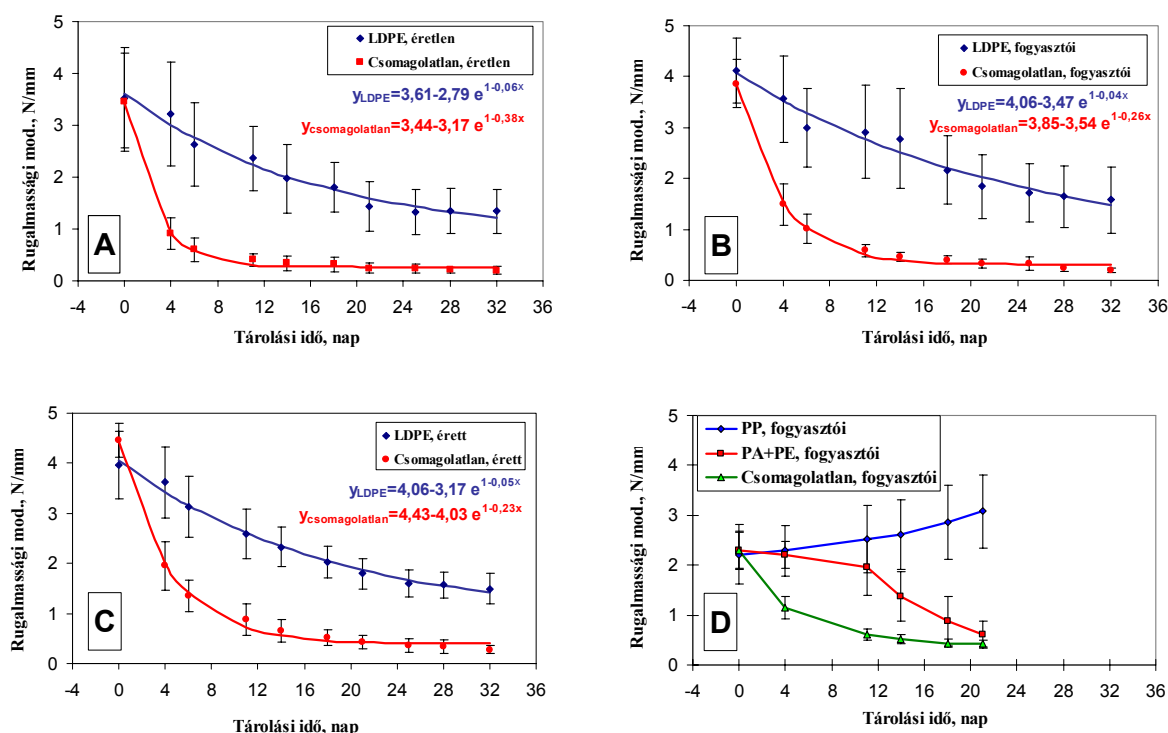 5
4
3
2
1
0
Rugalmassági mod., N/mm
LDPE, éretlen
Csomagolatlan, éretlen
yLDPE=3,61-2,79 e1-0,06x
ycsomagolatlan=3,44-3,17 e1-0,38x
A
-4 0 4 8 12 16 20 24 28 32 36
Tárolási idő, nap
5
4
3
2
1
0
Rugalmassági mod., N/mm
LDPE, fogyasztói
Csomagolatlan, fogyasztói
yLDPE=4,06-3,47 e1-0,04x
ycsomagolatlan=3,85-3,54 e1-0,26x
B
-4 0 4 8 12 16 20 24 28 32 36
Tárolási idő, nap
5
4
3
2
1
0
Rugalmassági mod., N/mm
LDPE, érett
Csomagolatlan, érett
yLDPE=4,06-3,17 e1-0,05x
ycsomagolatlan=4,43-4,03 e1-0,23x
C
-4 0 4 8 12 16 20 24 28 32 36
Tárolási idő, nap
5
4
3
2
1
0
Rugalmassági mod., N/mm
PP, fogyasztói
PA+PE, fogyasztói
Csomagolatlan, fogyasztói
D
-4 0 4 8 12 16 20 24 28 32 36
Tárolási idő, nap